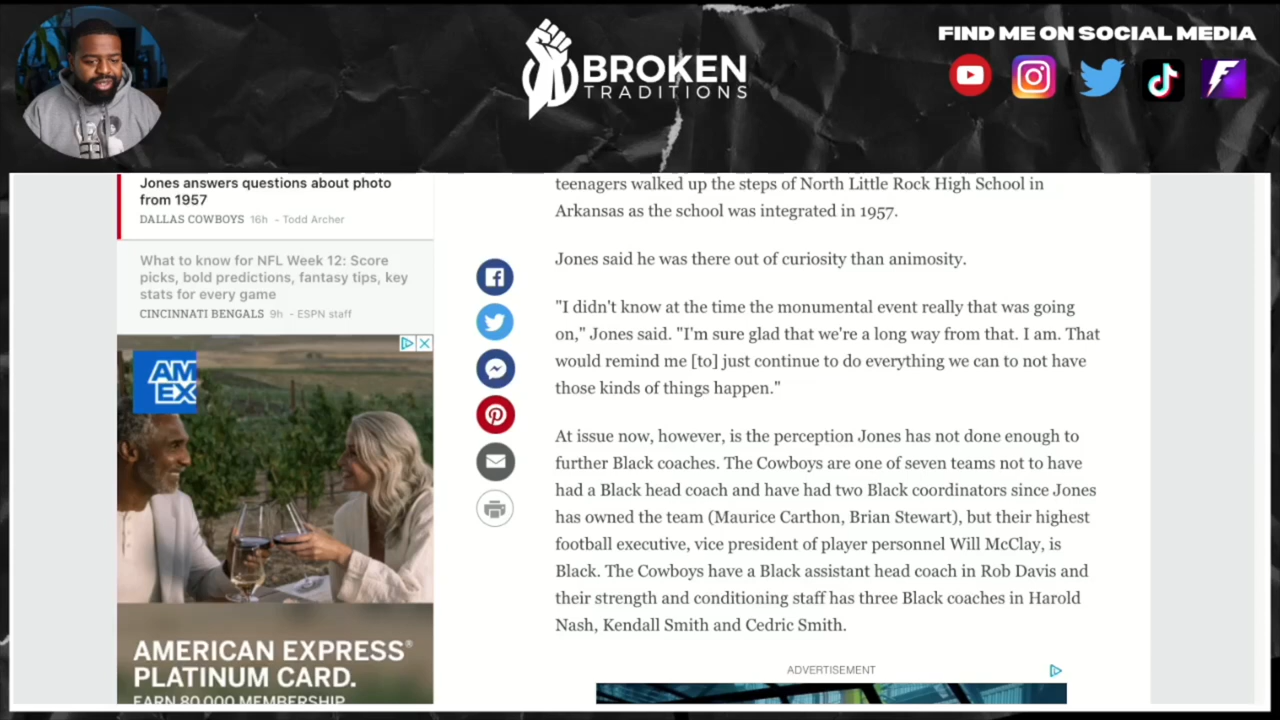 FIND ME ON SOCIAL MEDIA
BROKEN
TRADITIONS
Jones answers questions about photo
from 1957
DALLAS COWBOYS 16h - Todd Archer
What to know for NFL Week 12: Score
picks, bold predictions, fantasy tips, key
stats for every game
CINCINNATI BENGALS 9h - ESPN staff
AM
EX
AMERICAN EXPRESS®
PLATINUM CARD.
EARN 80,000 MEMBERSHIP
teenagers walked up the steps of North Little Rock High School in
Arkansas as the school was integrated in 1957.
Jones said he was there out of curiosity than animosity.
"I didn't know at the time the monumental event really that was going
on," Jones said. "I'm sure glad that we're a long way from that. I am. That
would remind me [to] just continue to do everything we can to not have
those kinds of things happen."
At issue now, however, is the perception Jones has not done enough to
further Black coaches. The Cowboys are one of seven teams not to have
had a Black head coach and have had two Black coordinators since Jones
has owned the team (Maurice Carthon, Brian Stewart), but their highest
football executive, vice president of player personnel Will McClay, is
Black. The Cowboys have a Black assistant head coach in Rob Davis and
their strength and conditioning staff has three Black coaches in Harold
Nash, Kendall Smith and Cedric Smith.
ADVERTISEMENT